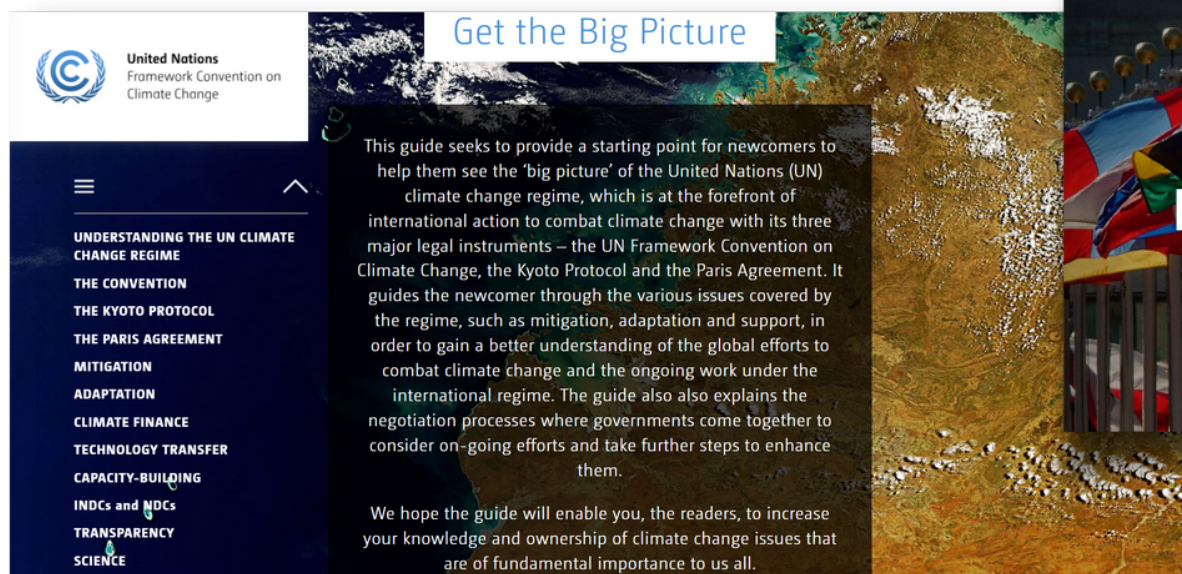 Get the Big Picture
United Nations
Framework Convention on
Climate Change
UNDERSTANDING THE UN CLIMATE
CHANGE REGIME
THE CONVENTION
THE KYOTO PROTOCOL
THE PARIS AGREEMENT
MITIGATION
ADAPTATION
CLIMATE FINANCE
TECHNOLOGY TRANSFER
CAPACITY-BUILDING
INDCs and NDCs
TRANSPARENCY
SCIENCE
This guide seeks to provide a starting point for newcomers to
help them see the ‘big picture’ of the United Nations (UN)
climate change regime, which is at the forefront of
international action to combat climate change with its three
major legal instruments – the UN Framework Convention on
Climate Change, the Kyoto Protocol and the Paris Agreement. It
guides the newcomer through the various issues covered by
the regime, such as mitigation, adaptation and support, in
order to gain a better understanding of the global efforts to
combat climate change and the ongoing work under the
international regime. The guide also also explains the
negotiation processes where governments come together to
consider on-going efforts and take further steps to enhance
them.
We hope the guide will enable you, the readers, to increase
your knowledge and ownership of climate change issues that
are of fundamental importance to us all.